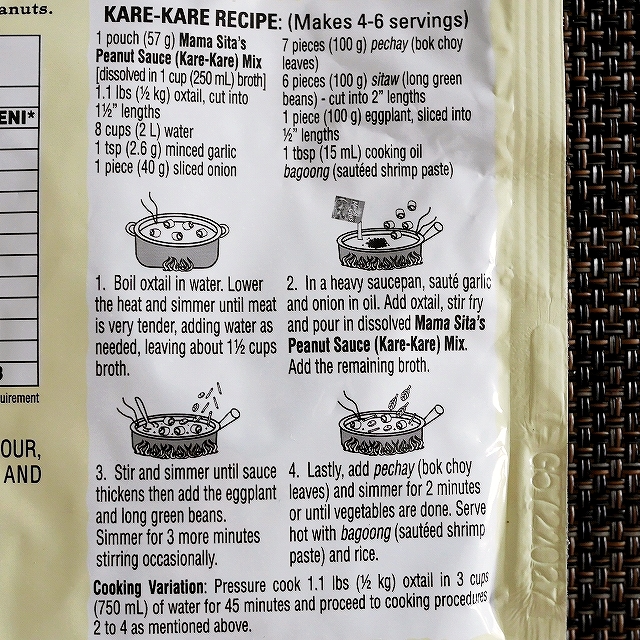 anuts.
ENI*
3
uirement
OUR,
AND
KARE-KARE RECIPE: (Makes 4-6 servings)
1 pouch (57 g) Mama Sita's
Peanut Sauce (Kare-Kare) Mix
[dissolved in 1 cup (250 mL) broth]
1.1 lbs (½ kg) oxtail, cut into
1½” lengths
8 cups (2 L) water
1 tsp (2.6 g) minced garlic
1 piece (40 g) sliced onion
7 pieces (100 g) pechay (bok choy
leaves)
6 pieces (100 g) sitaw (long green
beans) - cut into 2” lengths
1 piece (100 g) eggplant, sliced into
½” lengths
1 tbsp (15 mL) cooking oil
bagoong (sautéed shrimp paste)
1. Boil oxtail in water. Lower
the heat and simmer until meat
is very tender, adding water as
needed, leaving about 1½ cups
broth.
2. In a heavy saucepan, sauté garlic
and onion in oil. Add oxtail, stir fry
and pour in dissolved Mama Sita's
Peanut Sauce (Kare-Kare) Mix.
Add the remaining broth.
3. Stir and simmer until sauce
thickens then add the eggplant
and long green beans.
Simmer for 3 more minutes
stirring occasionally.
4. Lastly, add pechay (bok choy
leaves) and simmer for 2 minutes
or until vegetables are done. Serve
hot with bagoong (sautéed shrimp
paste) and rice.
Cooking Variation: Pressure cook 1.1 lbs (½ kg) oxtail in 3 cups
(750 mL) of water for 45 minutes and proceed to cooking procedures
2 to 4 as mentioned above.